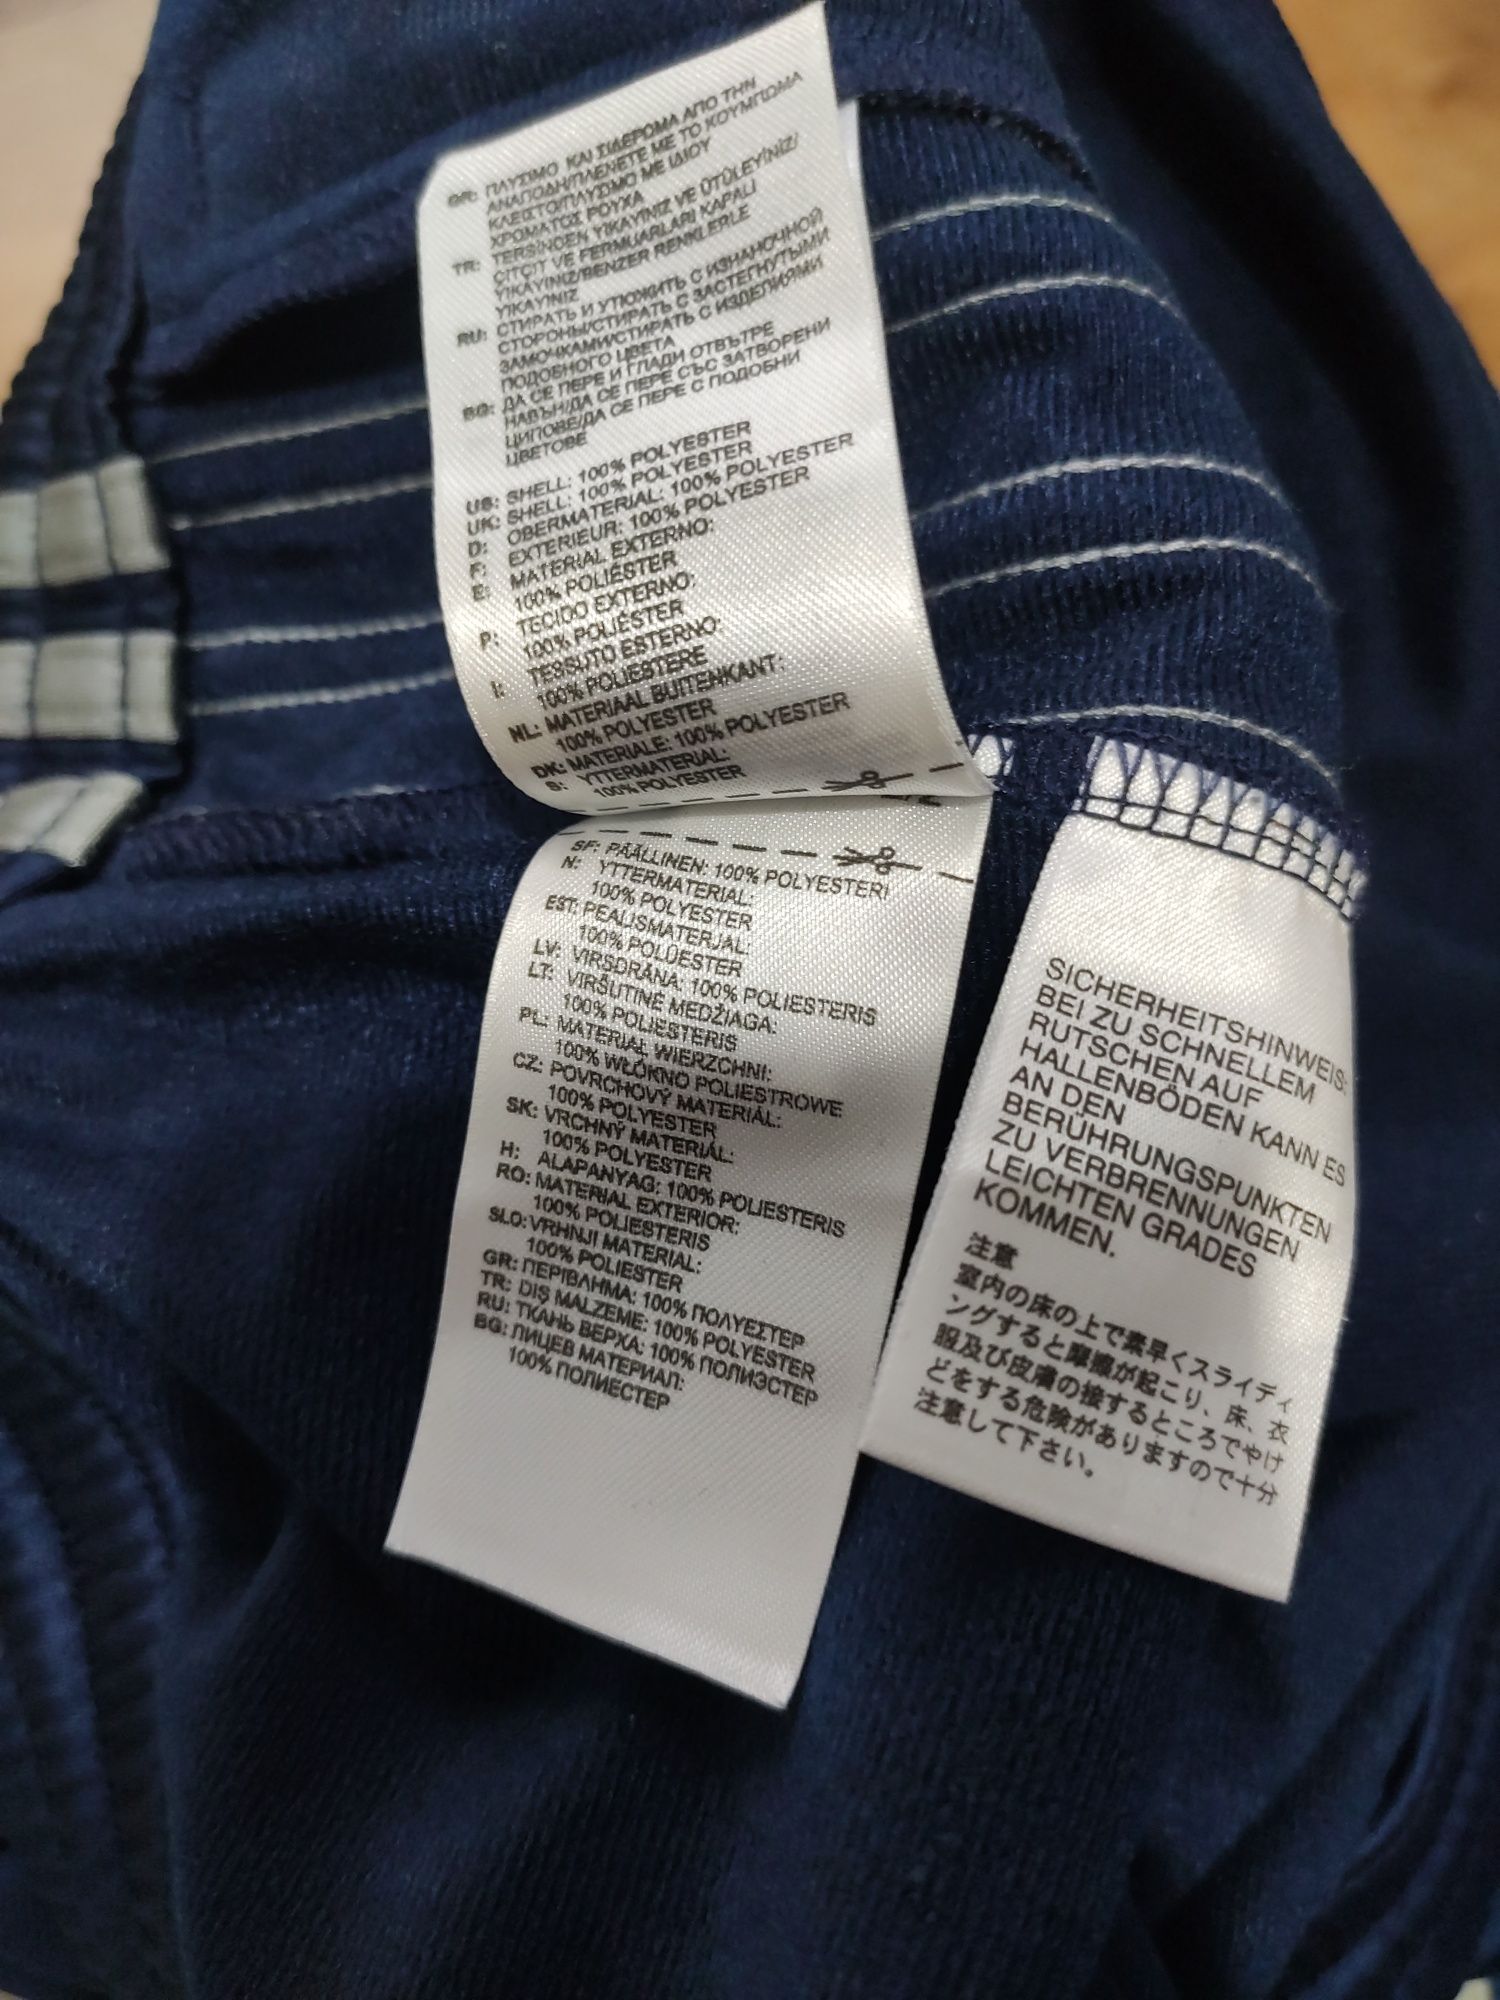 GR: ΠΛΥΣΙΜΟ ΚΑΙ ΣΙΔΕΡΩΜΑ ΑΠΟ ΤΗΝ
ΑΝΑΠΟΔΗ/ΠΛΕΝΕΤΕ ΜΕ ΤΟ ΚΟΥΜΠΩΜΑ
ΚΛΕΙΣΤΟ/ΠΛΥΣΙΜΟ ΜΕ ΙΔΙΟΥ
ΧΡΩΜΑΤΟΣ ΡΟΥΧΑ
TR: TERSİNDEN YIKAYINIZ VE ÜTÜLEYİNİZ/
ÇITÇIT VE FERMUARLARI KAPALI
YIKAYINIZ/BENZER RENKLERLE
YIKAYINIZ
RU: СТИРАТЬ И УТЮЖИТЬ С ИЗНАНОЧНОЙ
СТОРОНЫ/СТИРАТЬ С ЗАСТЕГНУТЫМИ
ЗАМОЧКАМИ/СТИРАТЬ С ИЗДЕЛИЯМИ
ПОДОБНОГО ЦВЕТА
BG: ДА СЕ ПЕРЕ И ГЛАДИ ОТВЪТРЕ
НАВЪН/ДА СЕ ПЕРЕ СЪС ЗАТВОРЕНИ
ЦИПОВЕ/ДА СЕ ПЕРЕ С ПОДОБНИ
ЦВЕТОВЕ
US: SHELL: 100% POLYESTER
UK: SHELL: 100% POLYESTER
D: OBERMATERIAL: 100% POLYESTER
F: EXTERIEUR: 100% POLYESTER
E: MATERIAL EXTERNO:
100% POLIÉSTER
P: TECIDO EXTERNO:
100% POLIÉSTER
I: TESSUTO ESTERNO:
100% POLIESTERE
NL: MATERIAAL BUITENKANT:
100% POLYESTER
DK: MATERIALE: 100% POLYESTER
S: YTTERMATERIAL:
100% POLYESTER
SF: PÄÄLLINEN: 100% POLYESTERI
N: YTTERMATERIAL:
100% POLYESTER
EST: PEALISMATERJAL:
100% POLÜESTER
LV: VIRSDRĀNA: 100% POLIESTERIS
LT: VIRŠUTINĖ MEDŽIAGA:
100% POLIESTERIS
PL: MATERIAŁ WIERZCHNI:
100% WŁÓKNO POLIESTROWE
CZ: POVRCHOVÝ MATERIÁL:
100% POLYESTER
SK: VRCHNÝ MATERIÁL:
100% POLYESTER
H: ALAPANYAG: 100% POLIESTERIS
RO: MATERIAL EXTERIOR:
100% POLIESTERIS
SLO: VRHNJI MATERIAL:
100% POLIESTER
GR: ΠΕΡΙΒΛΗΜΑ: 100% ΠΟΛΥΕΣΤΕΡ
TR: DIŞ MALZEME: 100% POLYESTER
RU: ТКАНЬ ВЕРХА: 100% ПОЛИЭСТЕР
BG: ЛИЦЕВ МАТЕРИАЛ:
100% ПОЛИЕСТЕР
SICHERHEITSHINWEIS:
BEI ZU SCHNELLEM
RUTSCHEN AUF
HALLENBÖDEN KANN ES
AN DEN
BERÜHRUNGSPUNKTEN
ZU VERBRENNUNGEN
LEICHTEN GRADES
KOMMEN.
注意
室内の床の上で素早くスライディ
ングすると摩擦が起こり、床、衣
服及び皮膚の接するところでやけ
どをする危険がありますので十分
注意して下さい。